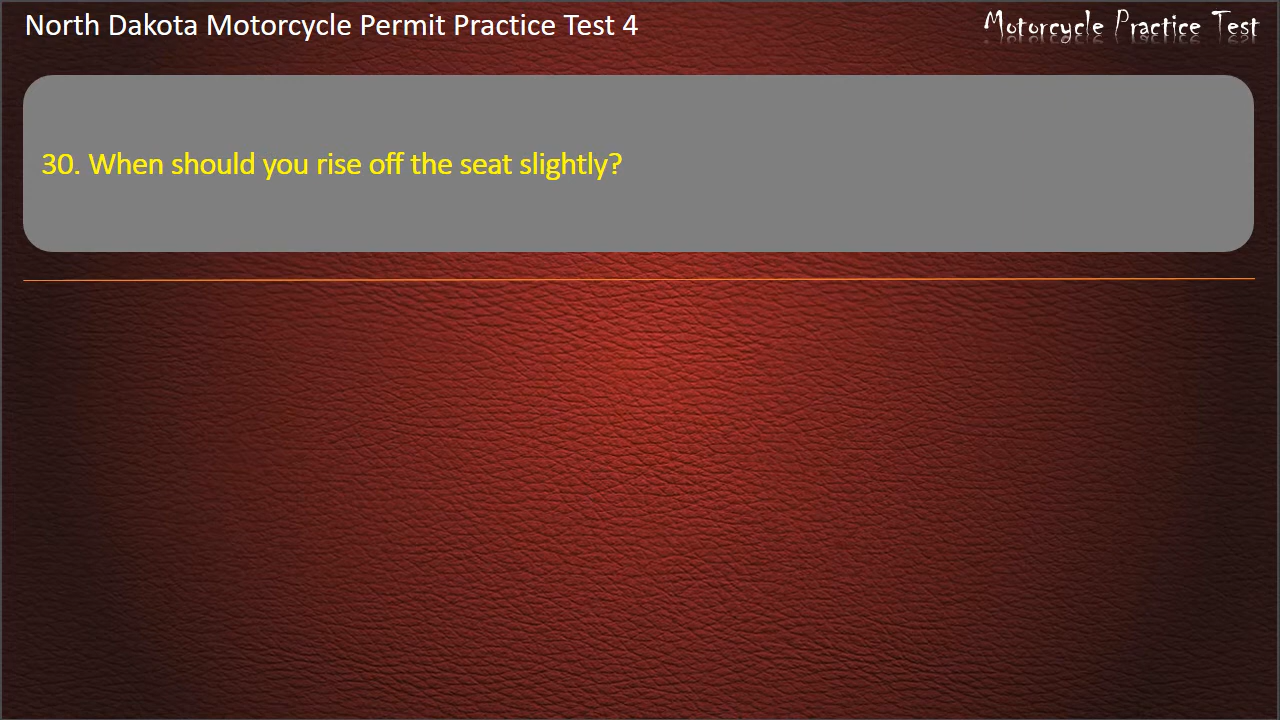 North Dakota Motorcycle Permit Practice Test 4
Motorcycle Practice Test
30. When should you rise off the seat slightly?